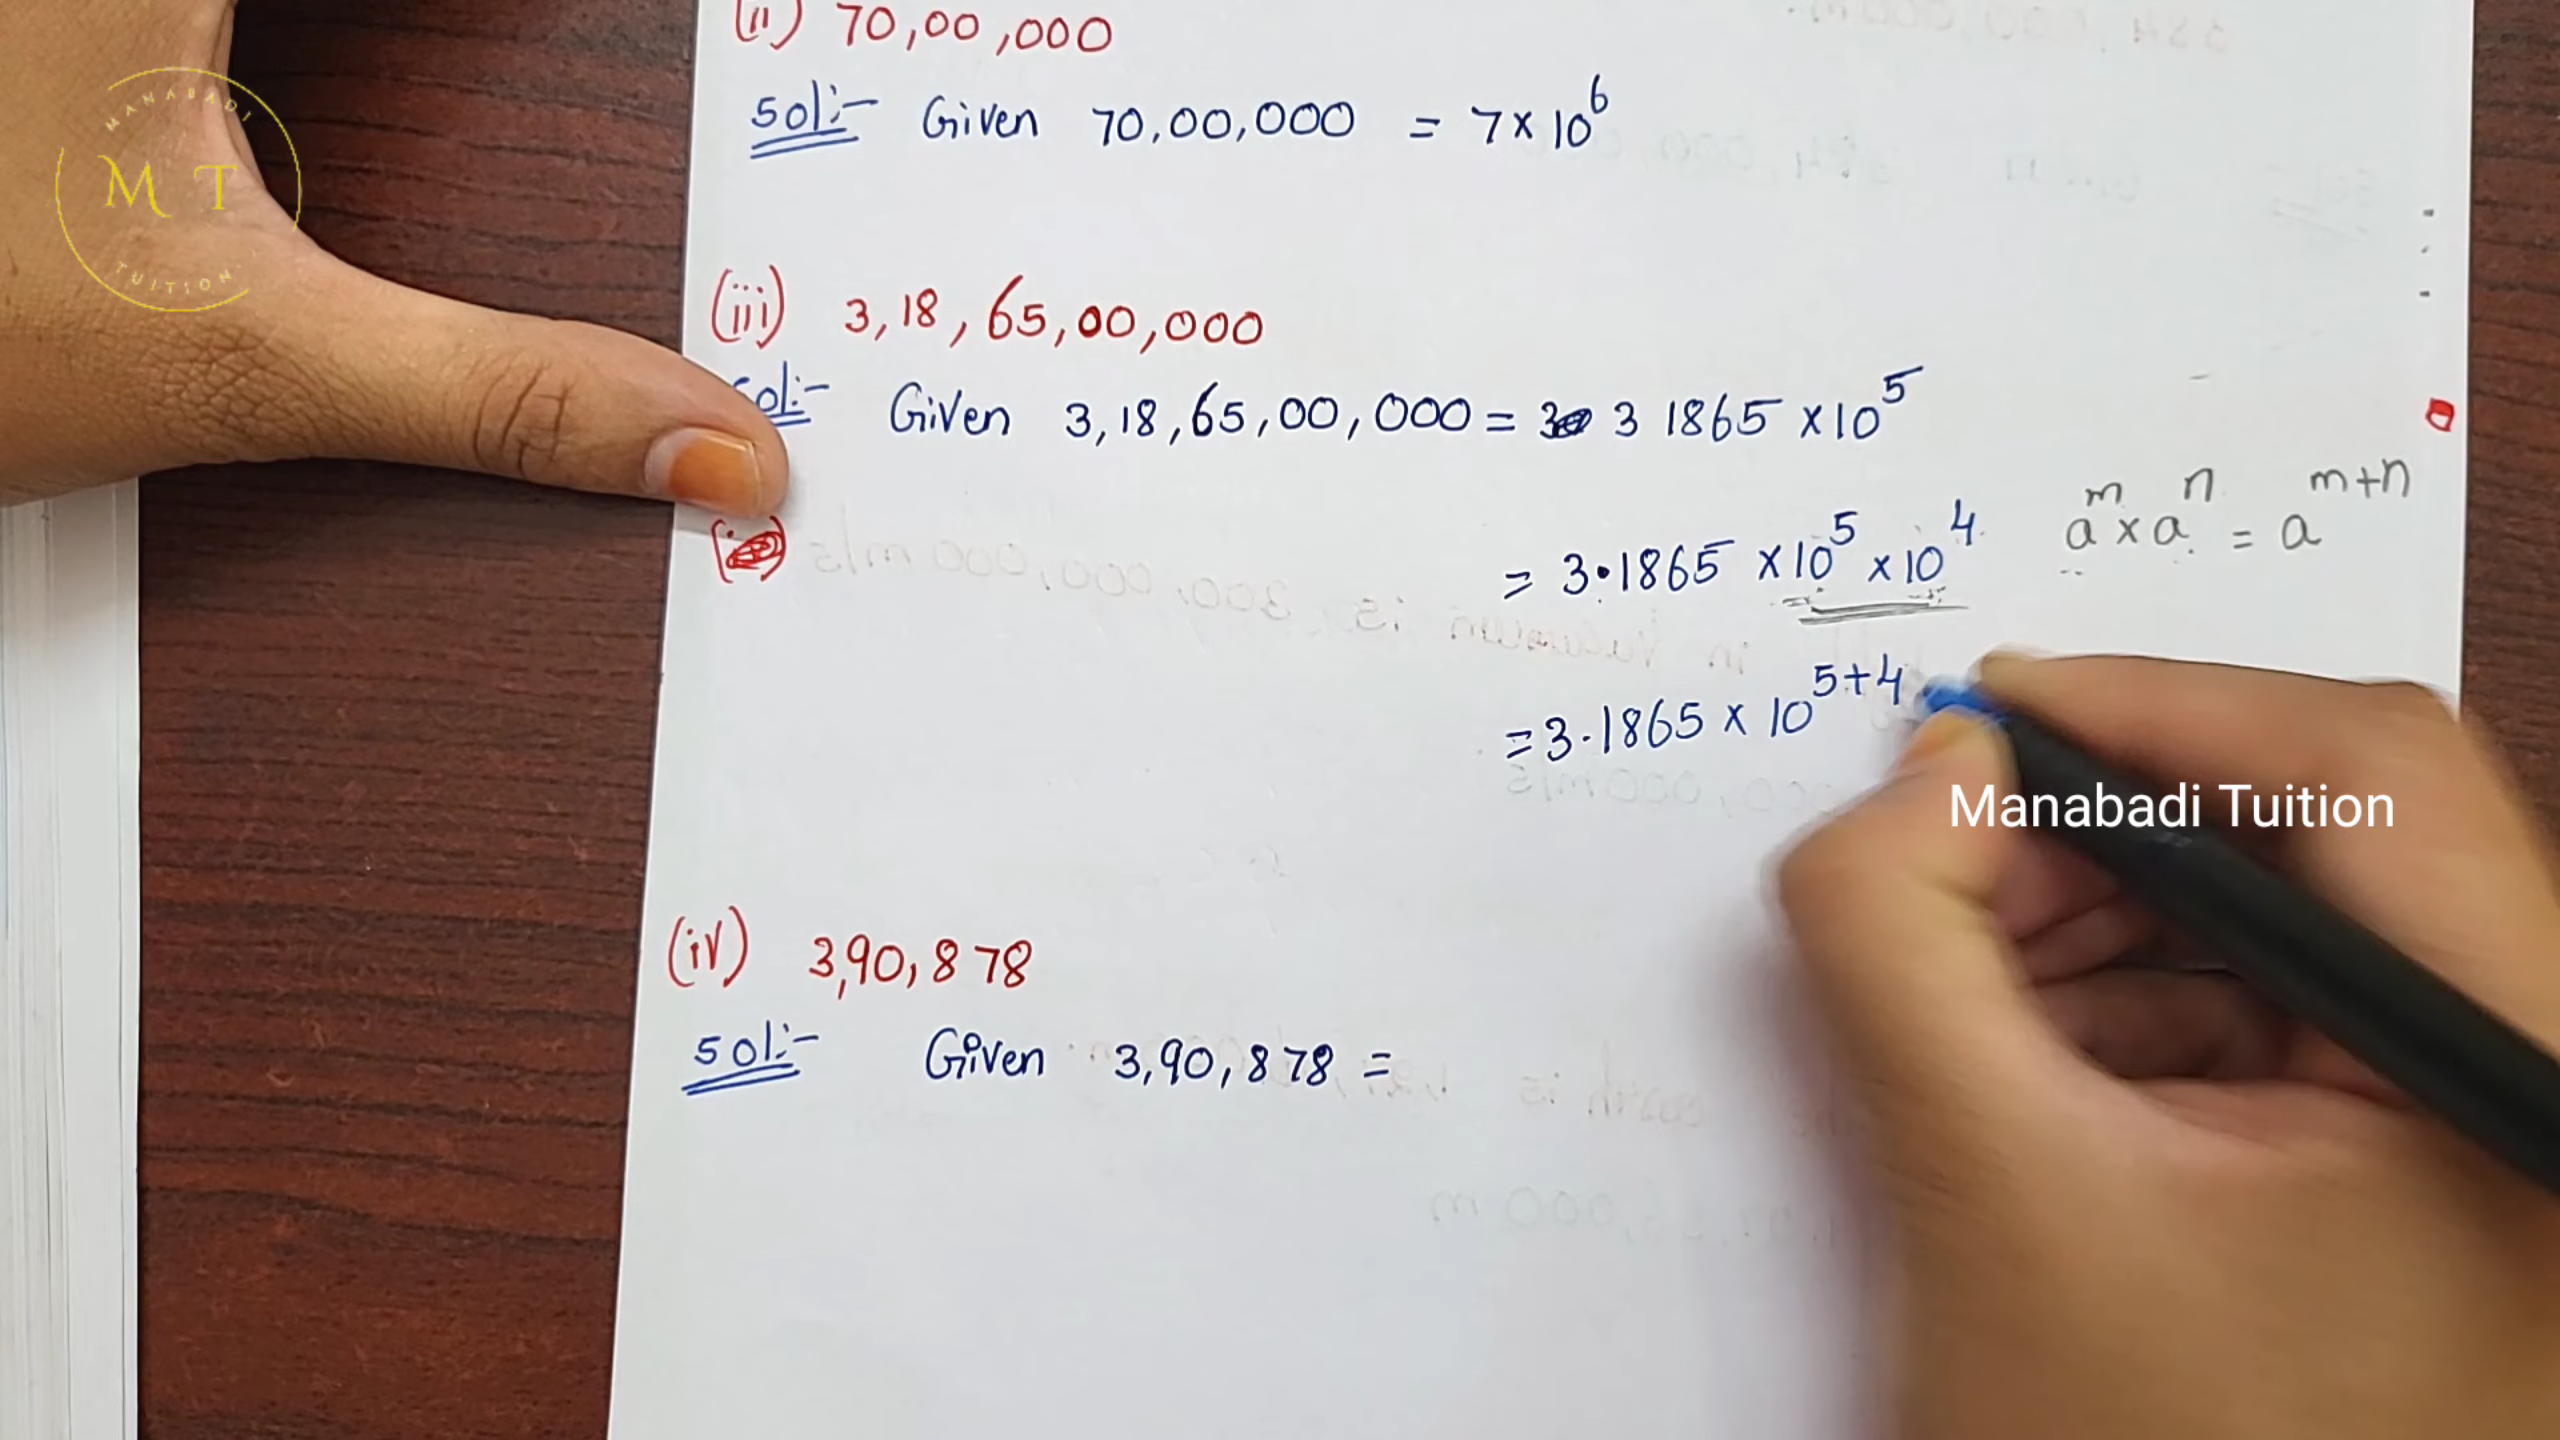 MANABADI
M T
TUITION
(ii) 70,00,000
Sol:- Given 70,00,000 = 7 × 10⁶
(iii) 3,18,65,00,000
Sol:- Given 3,18,65,00,000 = 3 1865 × 10⁵
= 3.1865 × 10⁵ × 10⁴
aᵐ × aⁿ = aᵐ⁺ⁿ
= 3.1865 × 10⁵⁺⁴
Manabadi Tuition
(iv) 3,90,878
Sol:- Given 3,90,878 =